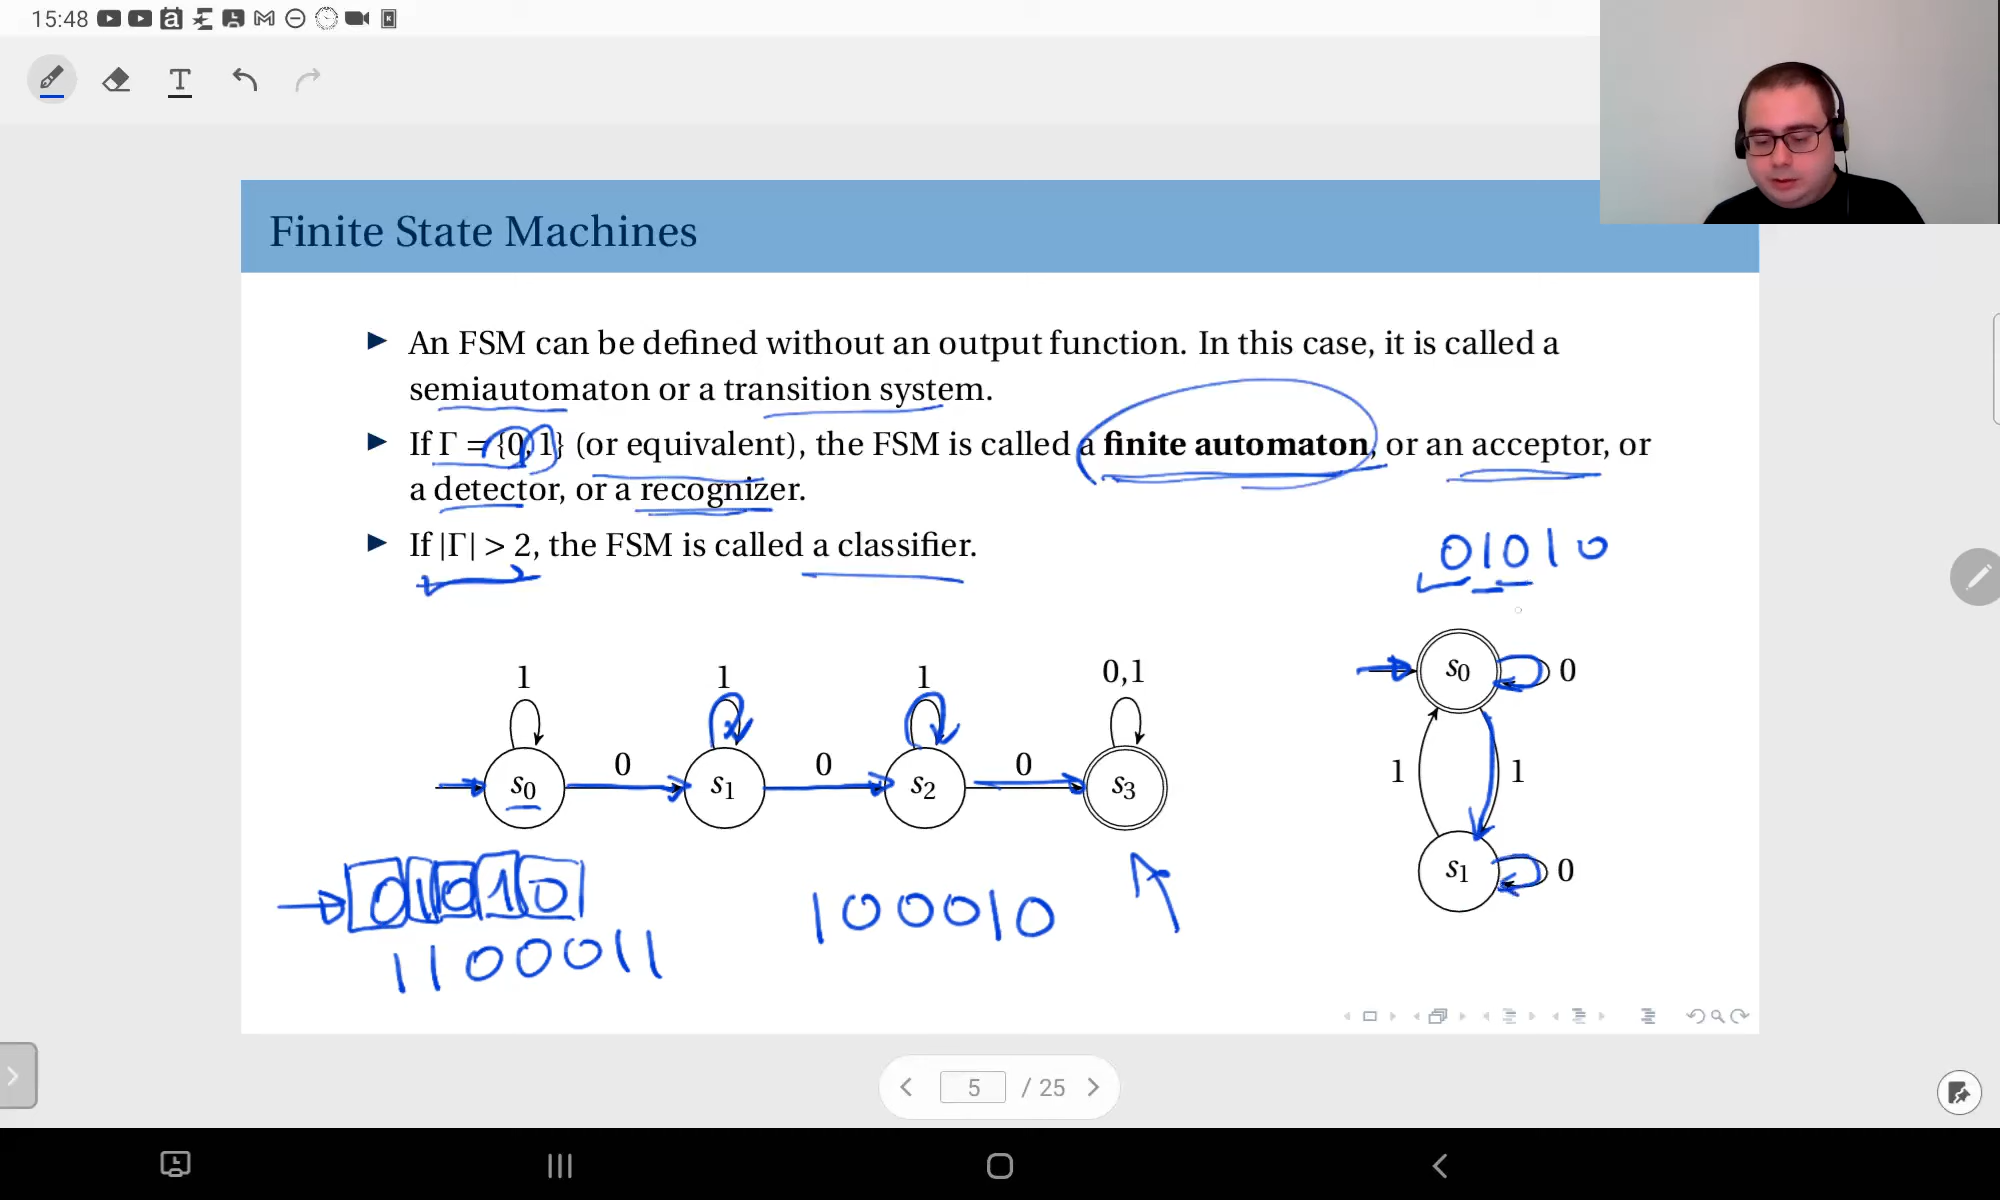 15:48
T
Finite State Machines
▶ An FSM can be defined without an output function. In this case, it is called a
semiautomaton or a transition system.
▶ If Γ = {0,1} (or equivalent), the FSM is called a finite automaton, or an acceptor, or
a detector, or a recognizer.
▶ If |Γ| > 2, the FSM is called a classifier.
01010
1 1 1 0,1
s0 0
0 0 0
s0 s1 s2 s3
1 1
s1 0
01010
100010
1100011
5 / 25